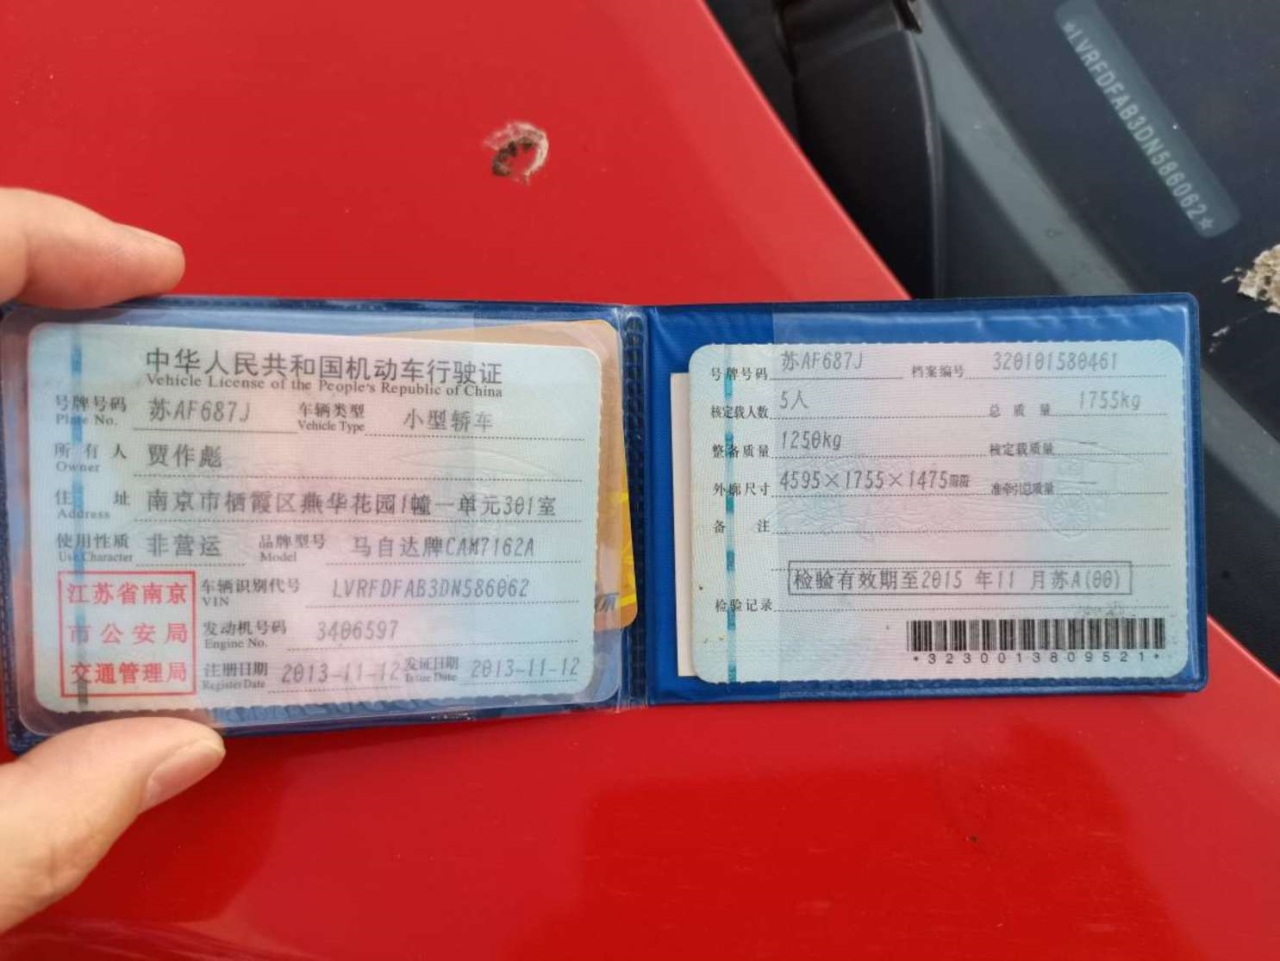 *LVRFDFAB3DN586062*
中华人民共和国机动车行驶证
Vehicle License of the People's Republic of China
号牌号码 苏AF687J 车辆类型 小型轿车
Plate No. Vehicle Type
所有人 贾作彪
Owner
住址 南京市栖霞区燕华花园1幢一单元301室
Address
使用性质 非营运 品牌型号 马自达牌CAM7162A
Use Character Model
江苏省南京
市公安局
交通管理局
车辆识别代号 LVRFDFAB3DN586062
VIN
发动机号码 3406597
Engine No.
注册日期 2013-11-12 发证日期 2013-11-12
Register Date Issue Date
号牌号码 苏AF687J 档案编号 320101580461
核定载人数 5人 总质量 1755kg
整备质量 1250kg 核定载质量 --
外廓尺寸 4595×1755×1475mm 准牵引总质量 --
备注
检验有效期至2015 年11 月苏A(00)
检验记录
*3230013809521*